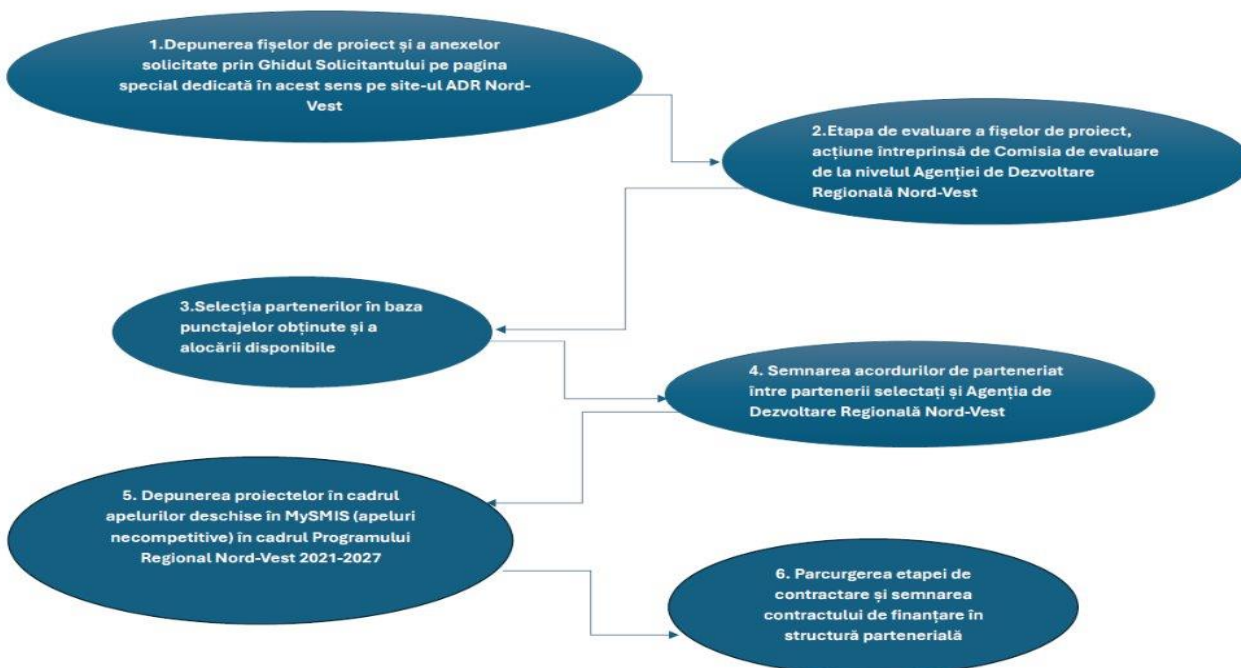 1.Depunerea fișelor de proiect și a anexelor
solicitate prin Ghidul Solicitantului pe pagina
special dedicată în acest sens pe site-ul ADR Nord-
Vest
2.Etapa de evaluare a fișelor de proiect,
acțiune întreprinsă de Comisia de evaluare
de la nivelul Agenției de Dezvoltare
Regională Nord-Vest
3.Selecția partenerilor în baza
punctajelor obținute și a
alocării disponibile
4. Semnarea acordurilor de parteneriat
între partenerii selectați și Agenția de
Dezvoltare Regională Nord-Vest
5. Depunerea proiectelor în cadrul
apelurilor deschise în MySMIS (apeluri
necompetitive) în cadrul Programului
Regional Nord-Vest 2021-2027
6. Parcurgerea etapei de
contractare și semnarea
contractului de finanțare în
structură partenerială